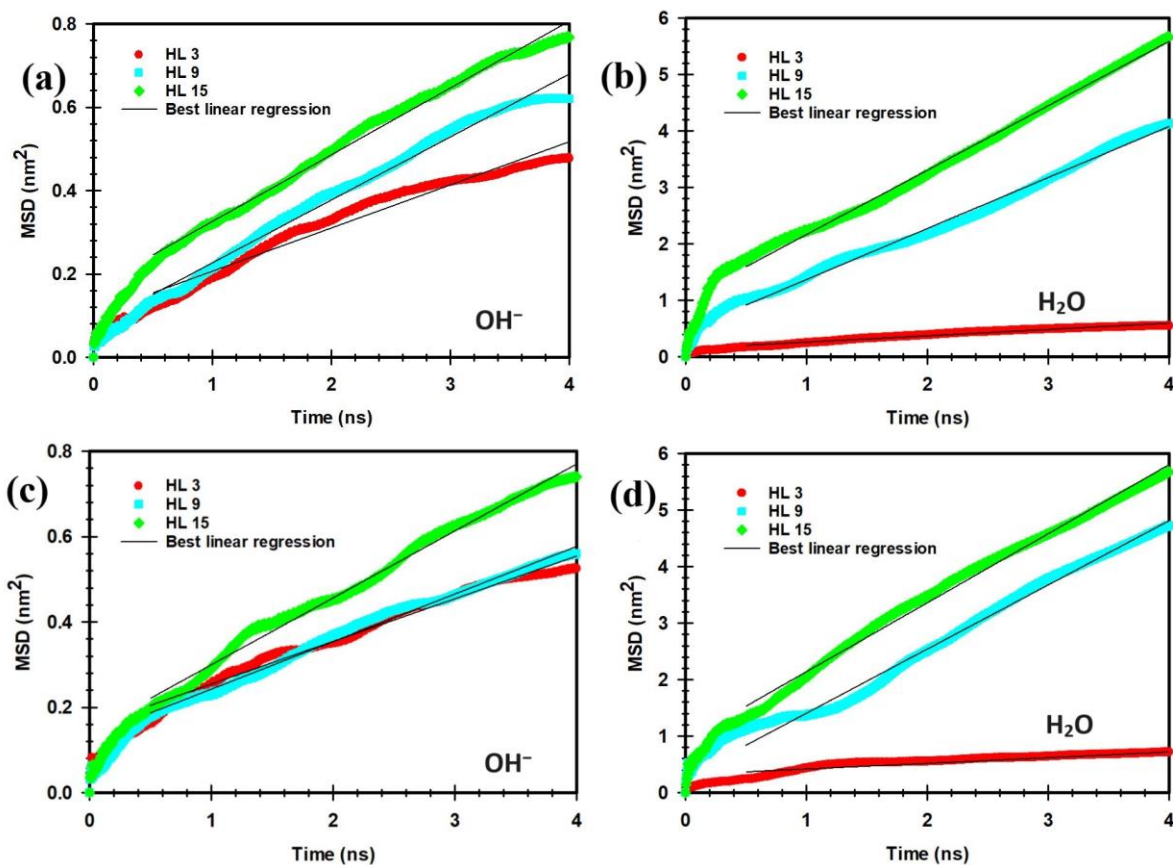 (a)
HL 3
HL 9
HL 15
Best linear regression
MSD (nm²)
0.8
0.6
0.4
0.2
0.0
OH⁻
0 1 2 3 4
Time (ns)
(b)
HL 3
HL 9
HL 15
Best linear regression
MSD (nm²)
6
5
4
3
2
1
0
H₂O
0 1 2 3 4
Time (ns)
(c)
HL 3
HL 9
HL 15
Best linear regression
MSD (nm²)
0.8
0.6
0.4
0.2
0.0
OH⁻
0 1 2 3 4
Time (ns)
(d)
HL 3
HL 9
HL 15
Best linear regression
MSD (nm²)
6
5
4
3
2
1
0
H₂O
0 1 2 3 4
Time (ns)